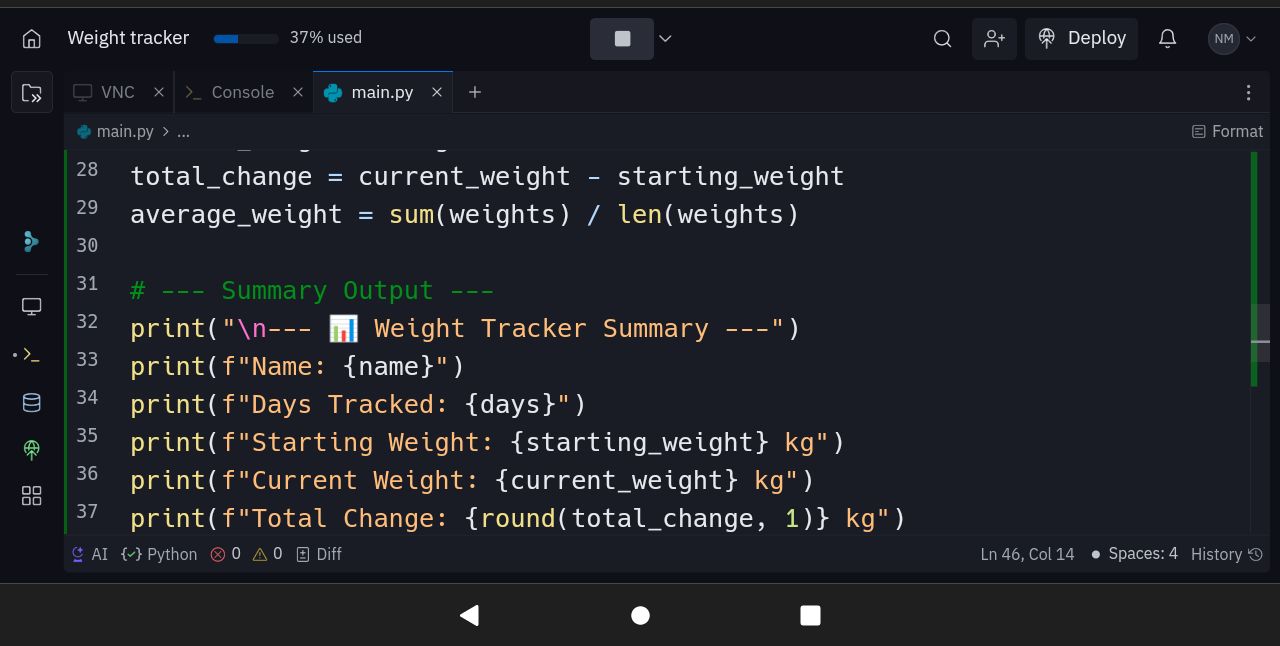 Weight tracker 37% used Deploy NM
VNC Console main.py
main.py > ... Format
28 total_change = current_weight - starting_weight
29 average_weight = sum(weights) / len(weights)
30
31 # --- Summary Output ---
32 print("\n--- 📊 Weight Tracker Summary ---")
33 print(f"Name: {name}")
34 print(f"Days Tracked: {days}")
35 print(f"Starting Weight: {starting_weight} kg")
36 print(f"Current Weight: {current_weight} kg")
37 print(f"Total Change: {round(total_change, 1)} kg")
AI Python 0 0 Diff Ln 46, Col 14 Spaces: 4 History